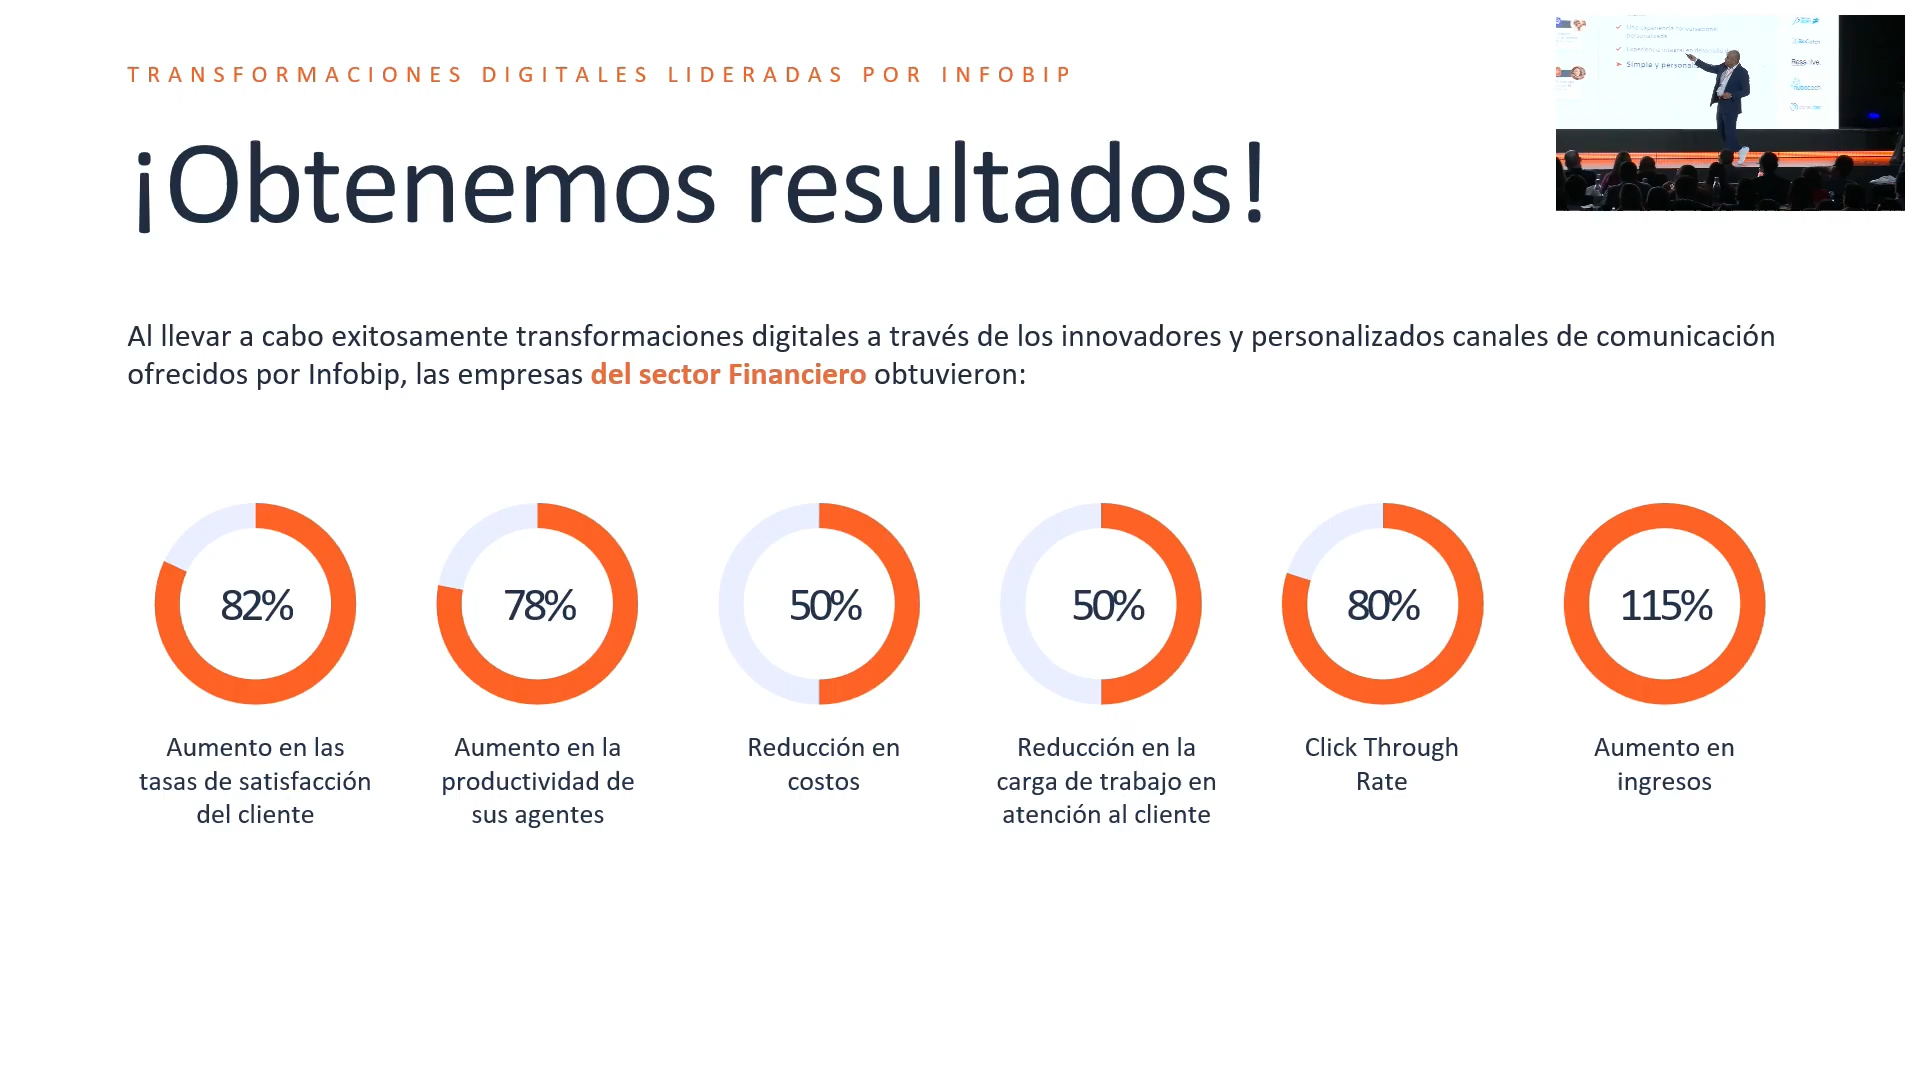 TRANSFORMACIONES DIGITALES LIDERADAS POR INFOBIP
¡Obtenemos resultados!
Al llevar a cabo exitosamente transformaciones digitales a través de los innovadores y personalizados canales de comunicación
ofrecidos por Infobip, las empresas del sector Financiero obtuvieron:
82%
Aumento en las
tasas de satisfacción
del cliente
78%
Aumento en la
productividad de
sus agentes
50%
Reducción en
costos
50%
Reducción en la
carga de trabajo en
atención al cliente
80%
Click Through
Rate
115%
Aumento en
ingresos
Simple y